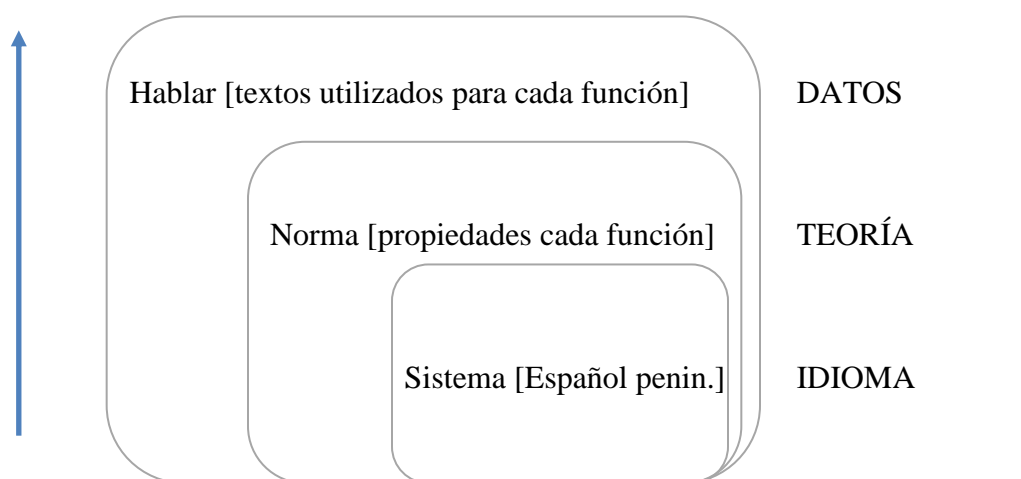 Hablar [textos utilizados para cada función] DATOS
Norma [propiedades cada función] TEORÍA
Sistema [Español penin.] IDIOMA